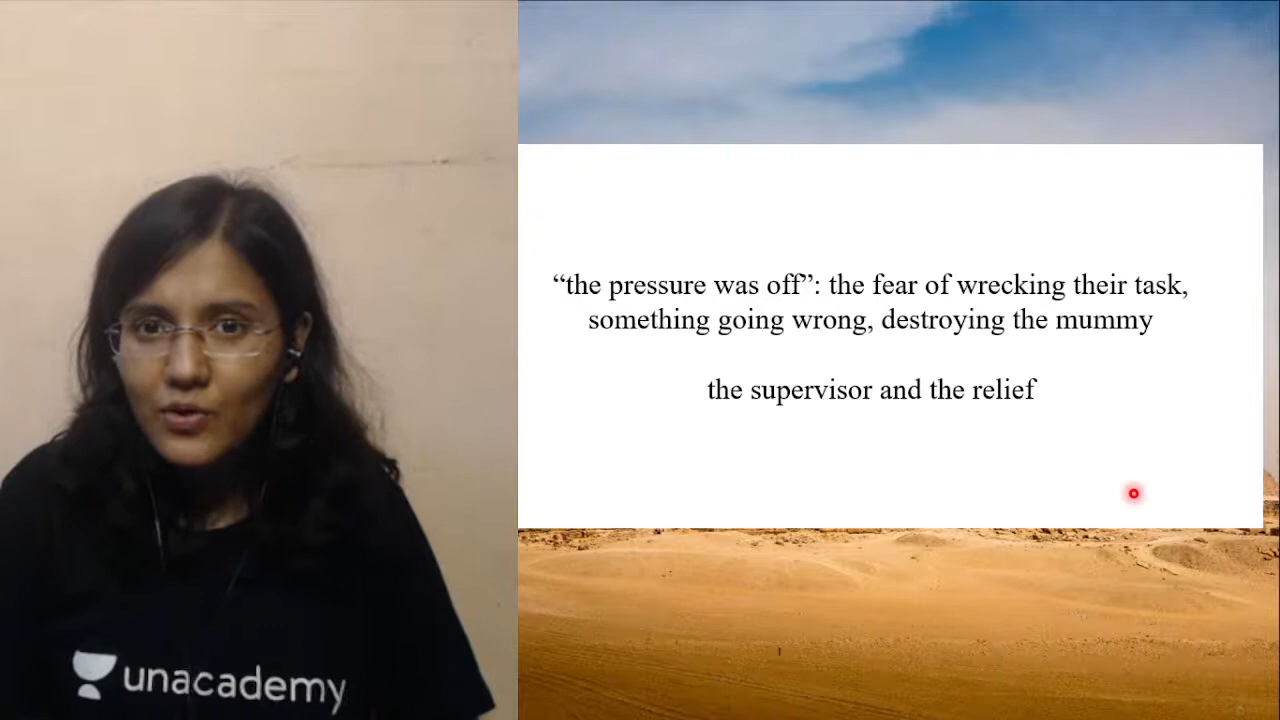 “the pressure was off”: the fear of wrecking their task,
something going wrong, destroying the mummy
the supervisor and the relief
unacademy